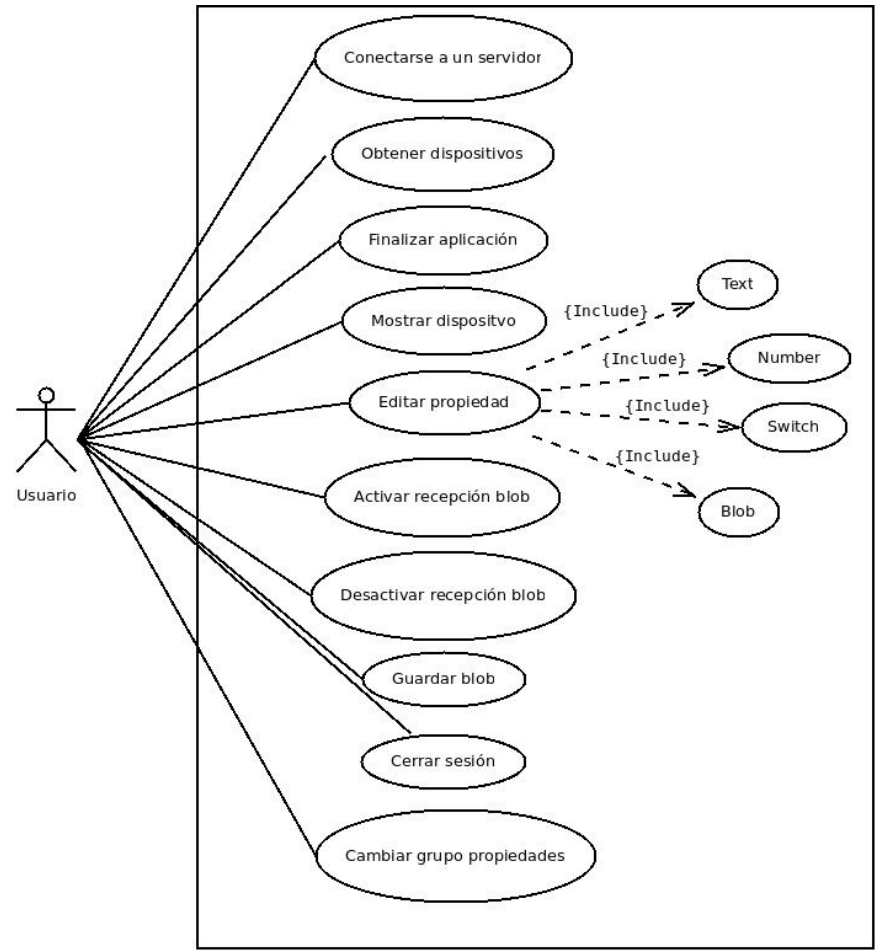 Conectarse a un servidor
Obtener dispositivos
Finalizar aplicación
Mostrar dispositvo
Text
{Include}
Number
{Include}
Editar propiedad
{Include}
Switch
{Include}
Blob
Usuario
Activar recepción blob
Desactivar recepción blob
Guardar blob
Cerrar sesión
Cambiar grupo propiedades